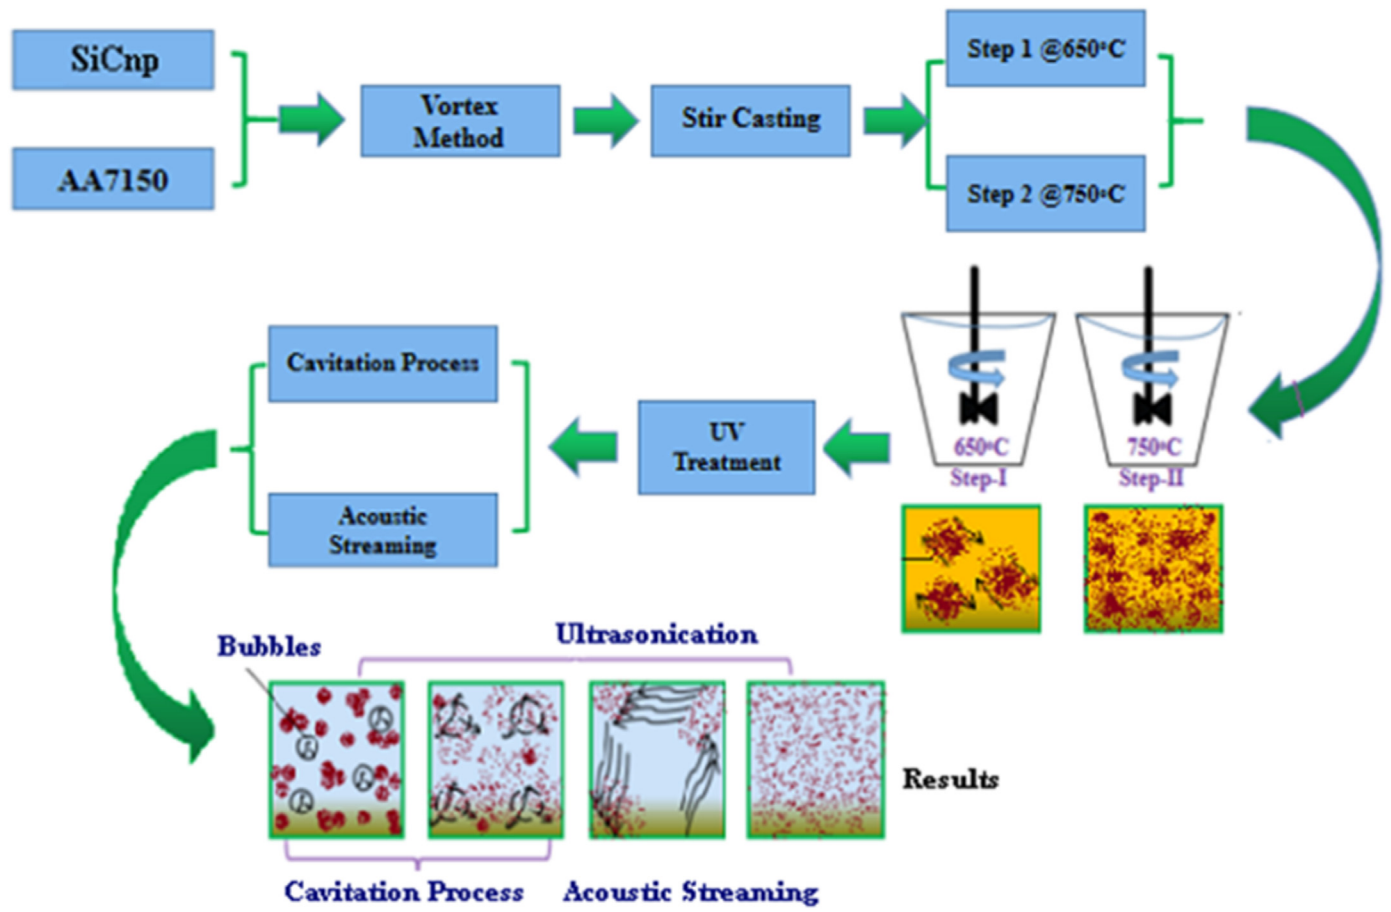 SiCnp
AA7150
Vortex
Method
Stir Casting
Step 1 @650°C
Step 2 @750°C
650°C
Step-I
750°C
Step-II
UV
Treatment
Cavitation Process
Acoustic
Streaming
Bubbles
Ultrasonication
Results
Cavitation Process
Acoustic Streaming